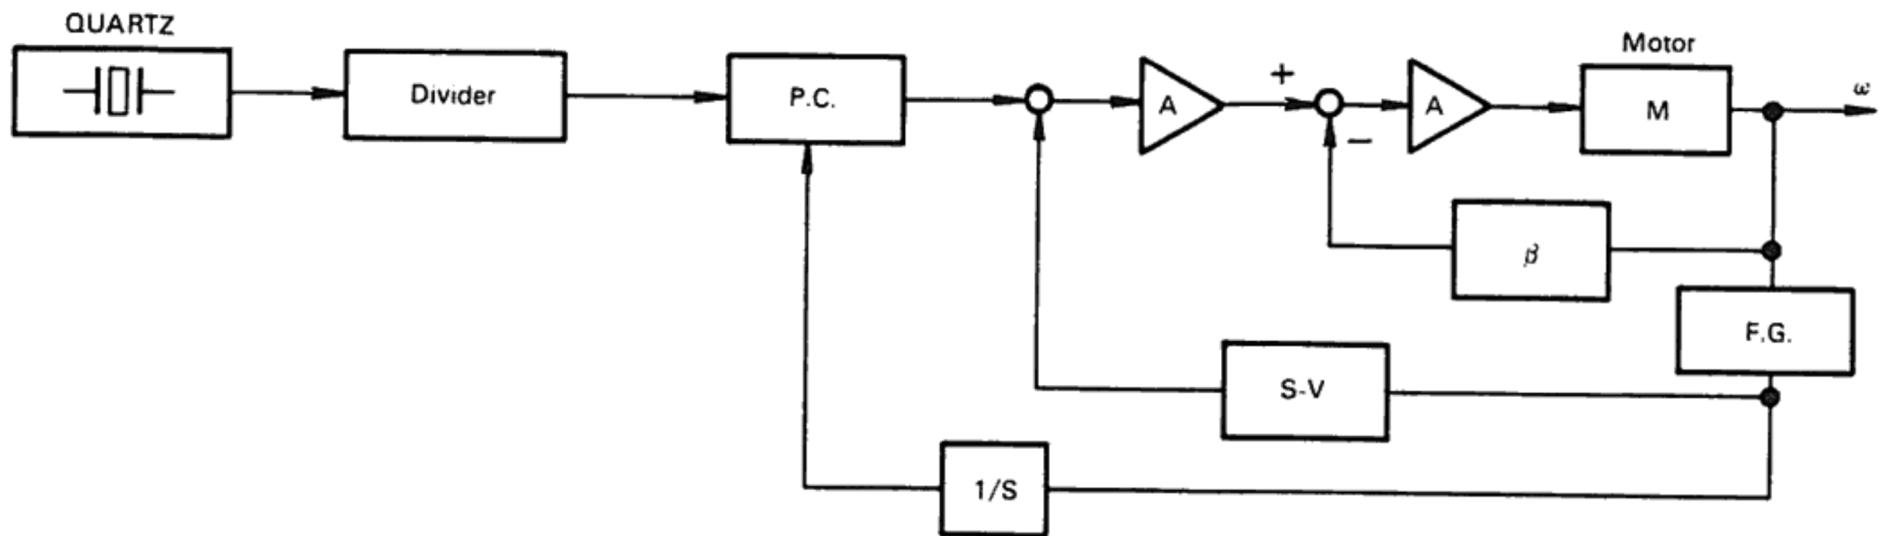 QUARTZ
Divider
P.C.
A
+
−
A
Motor
M
ω
β
F.G.
S-V
1/S